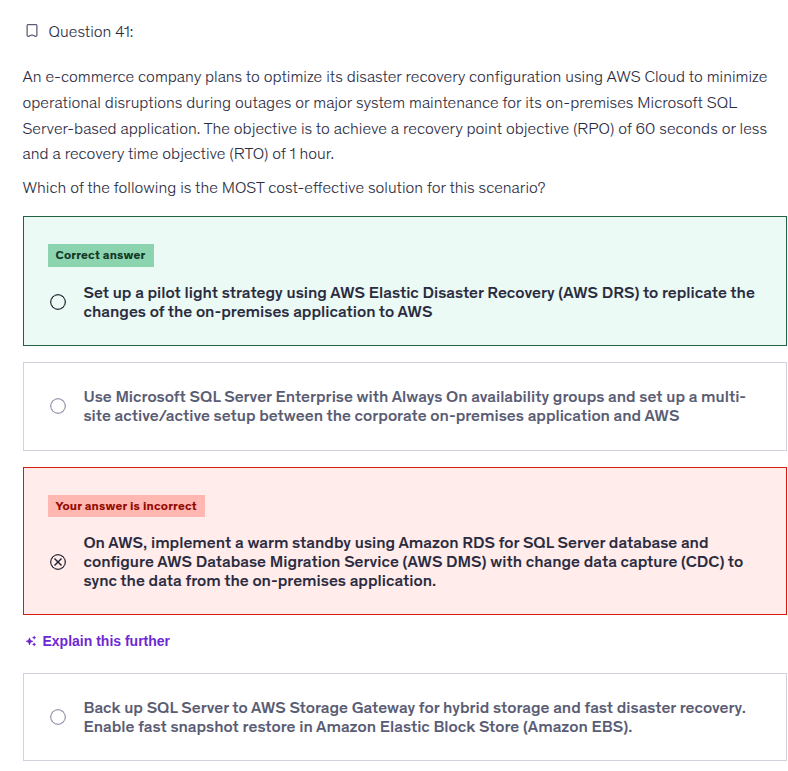 Question 41:
An e-commerce company plans to optimize its disaster recovery configuration using AWS Cloud to minimize
operational disruptions during outages or major system maintenance for its on-premises Microsoft SQL
Server-based application. The objective is to achieve a recovery point objective (RPO) of 60 seconds or less
and a recovery time objective (RTO) of 1 hour.
Which of the following is the MOST cost-effective solution for this scenario?
Correct answer
Set up a pilot light strategy using AWS Elastic Disaster Recovery (AWS DRS) to replicate the
changes of the on-premises application to AWS
Use Microsoft SQL Server Enterprise with Always On availability groups and set up a multi-
site active/active setup between the corporate on-premises application and AWS
Your answer is incorrect
On AWS, implement a warm standby using Amazon RDS for SQL Server database and
configure AWS Database Migration Service (AWS DMS) with change data capture (CDC) to
sync the data from the on-premises application.
Explain this further
Back up SQL Server to AWS Storage Gateway for hybrid storage and fast disaster recovery.
Enable fast snapshot restore in Amazon Elastic Block Store (Amazon EBS).